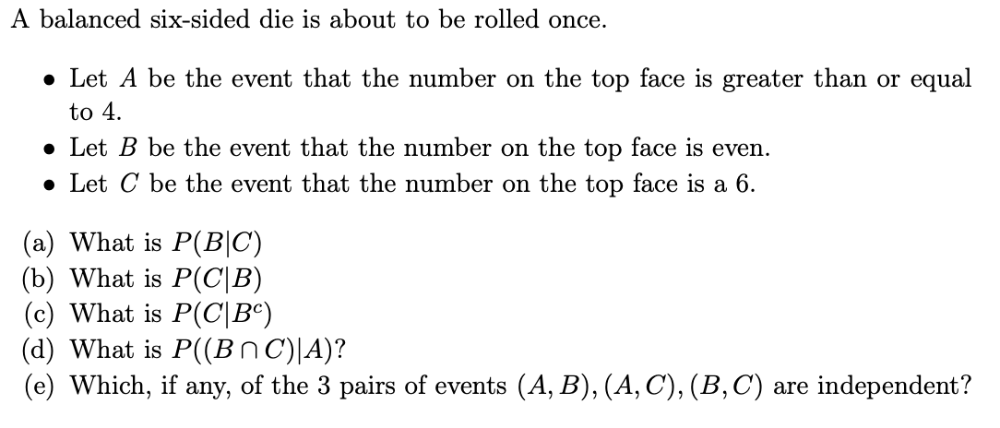 A balanced six-sided die is about to be rolled once.
• Let A be the event that the number on the top face is greater than or equal
to 4.
• Let B be the event that the number on the top face is even.
• Let C be the event that the number on the top face is a 6.
(a) What is P(B|C)
(b) What is P(C|B)
(c) What is P(C|Bᶜ)
(d) What is P((B ∩ C)|A)?
(e) Which, if any, of the 3 pairs of events (A, B), (A, C), (B, C) are independent?